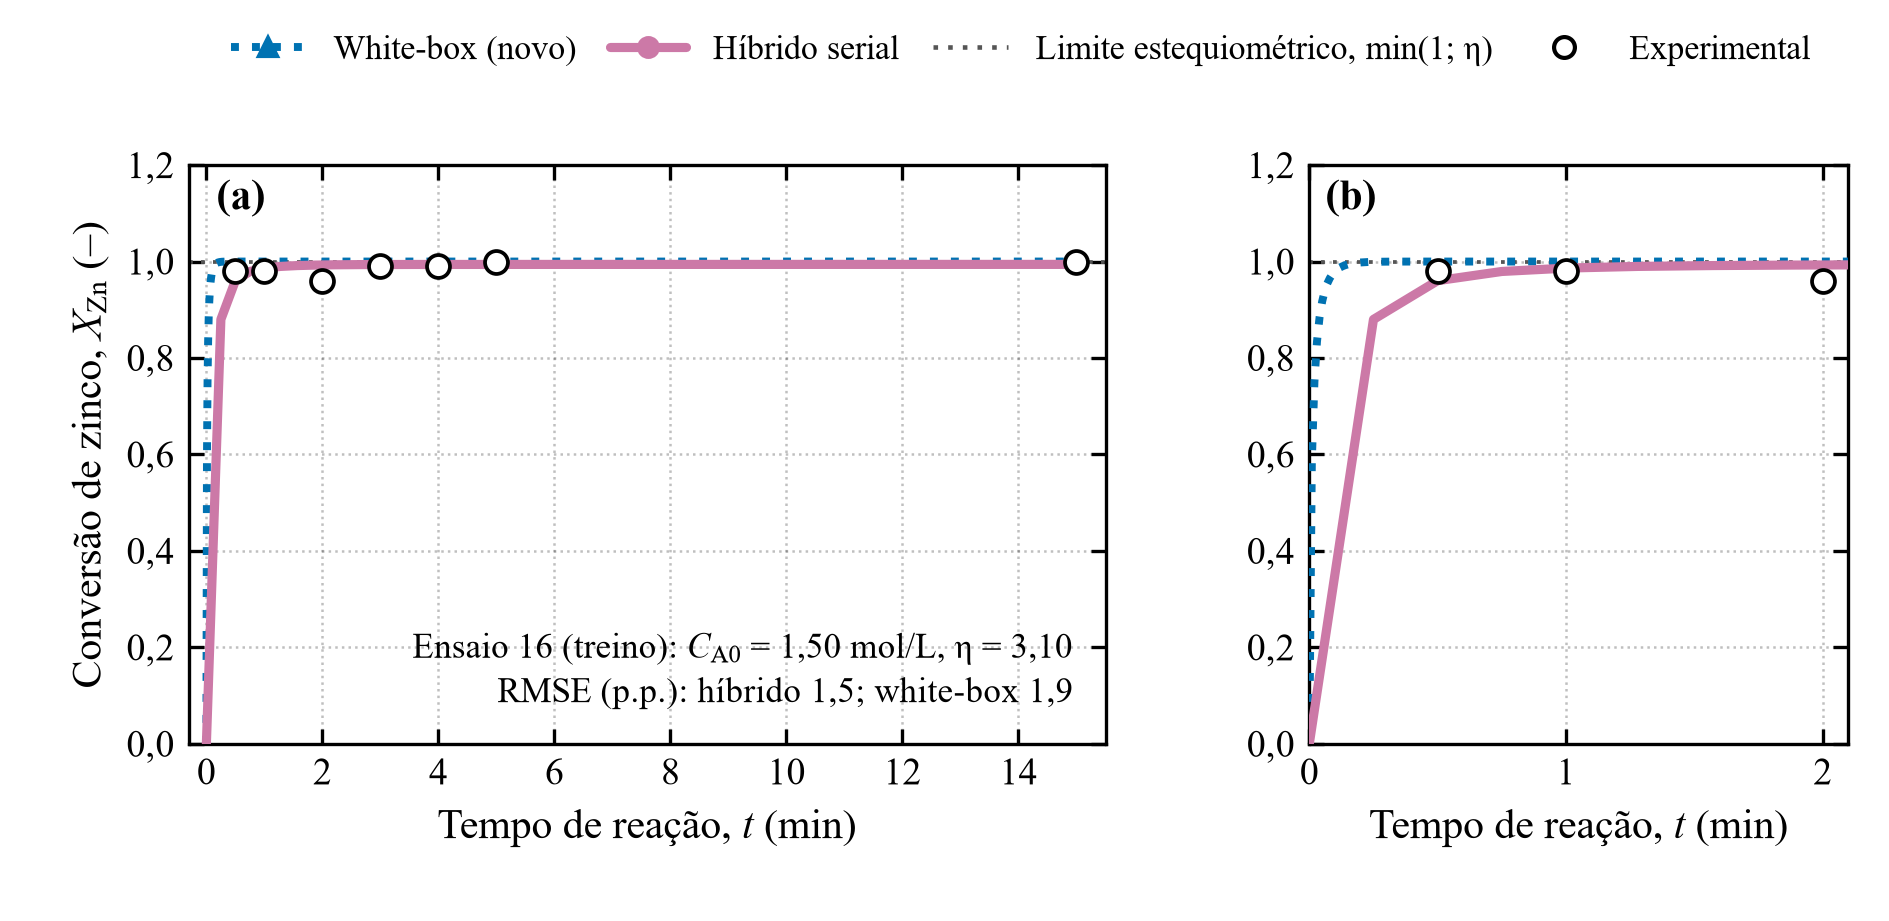 White-box (novo) Híbrido serial Limite estequiométrico, min(1; η) Experimental
(a)
Conversão de zinco, X_Zn (−)
1,2
1,0
0,8
0,6
0,4
0,2
0,0
Ensaio 16 (treino): C_A0 = 1,50 mol/L, η = 3,10
RMSE (p.p.): híbrido 1,5; white-box 1,9
0 2 4 6 8 10 12 14
Tempo de reação, t (min)
(b)
1,2
1,0
0,8
0,6
0,4
0,2
0,0
0 1 2
Tempo de reação, t (min)